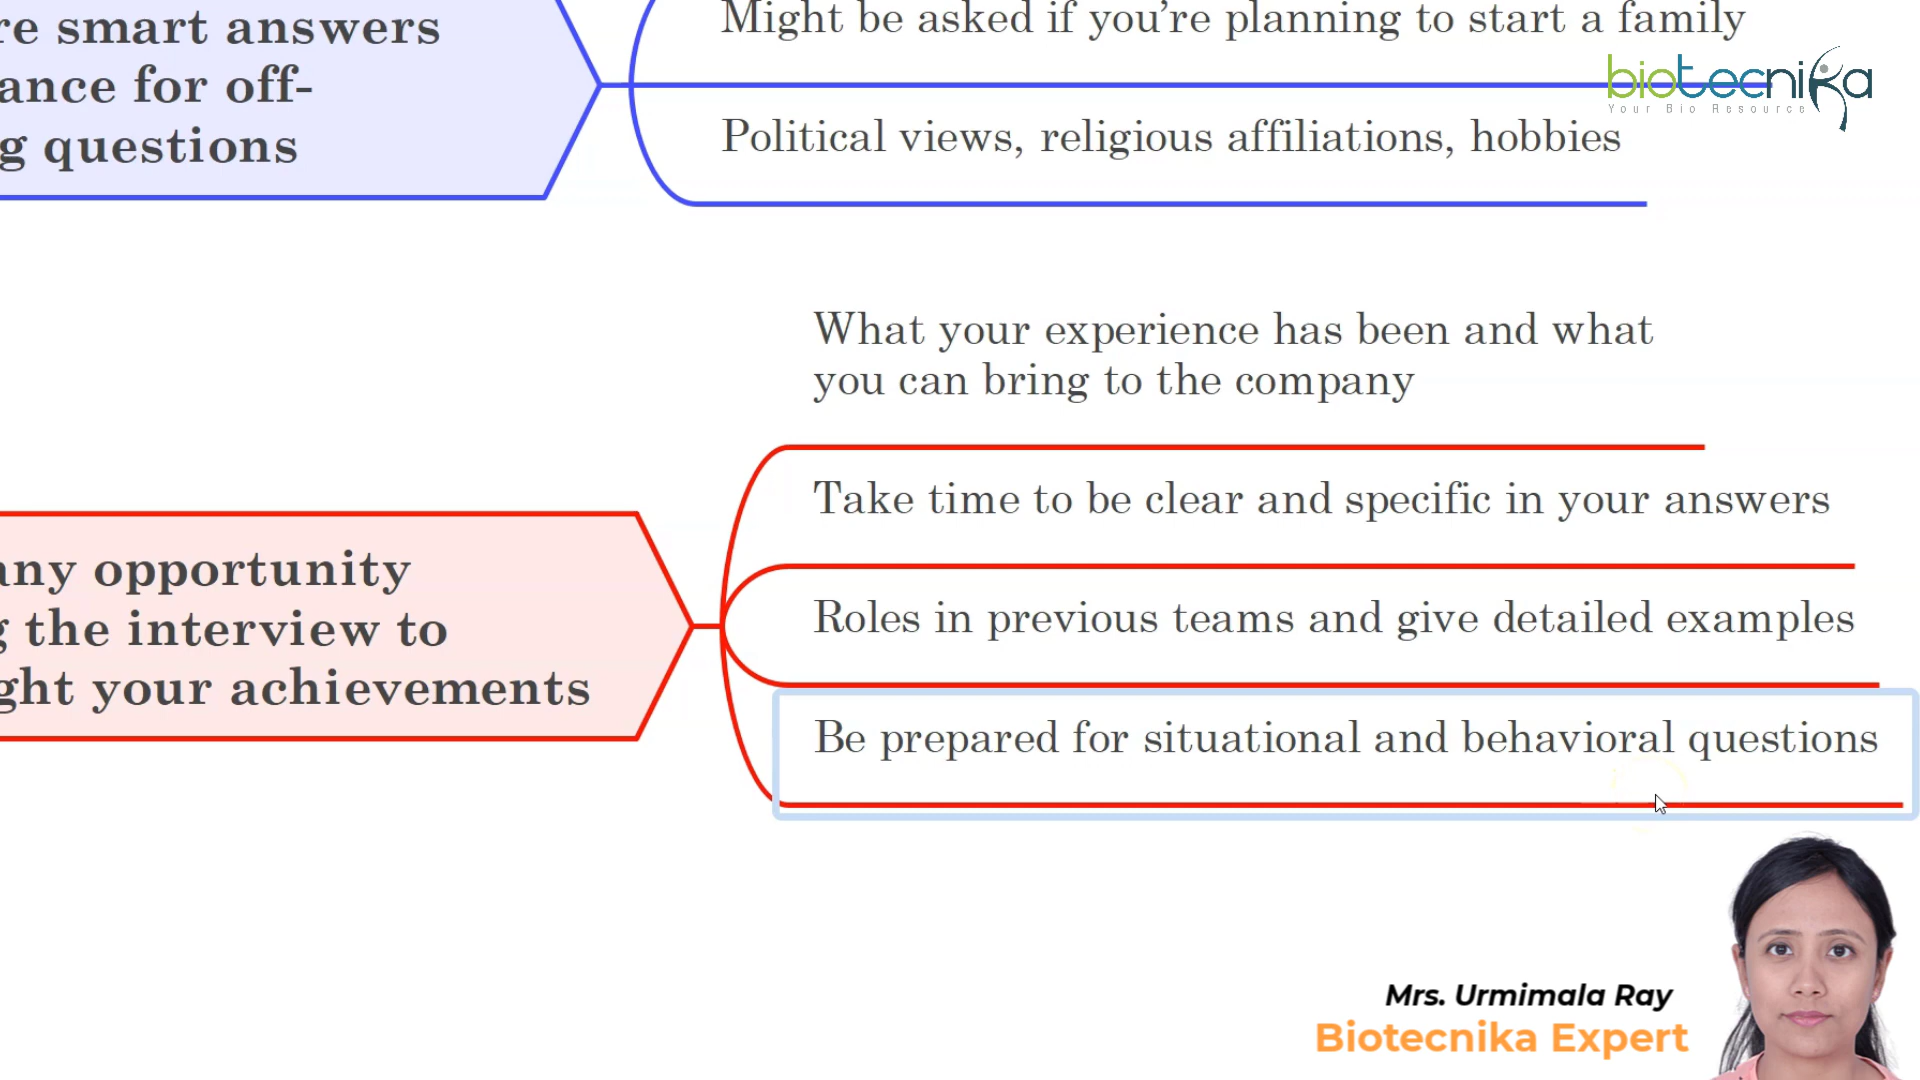 re smart answers
ance for off-
g questions
Might be asked if you’re planning to start a family
biotecnika
Your Bio Resource
Political views, religious affiliations, hobbies
What your experience has been and what
you can bring to the company
Take time to be clear and specific in your answers
any opportunity
g the interview to
ght your achievements
Roles in previous teams and give detailed examples
Be prepared for situational and behavioral questions
Mrs. Urmimala Ray
Biotecnika Expert